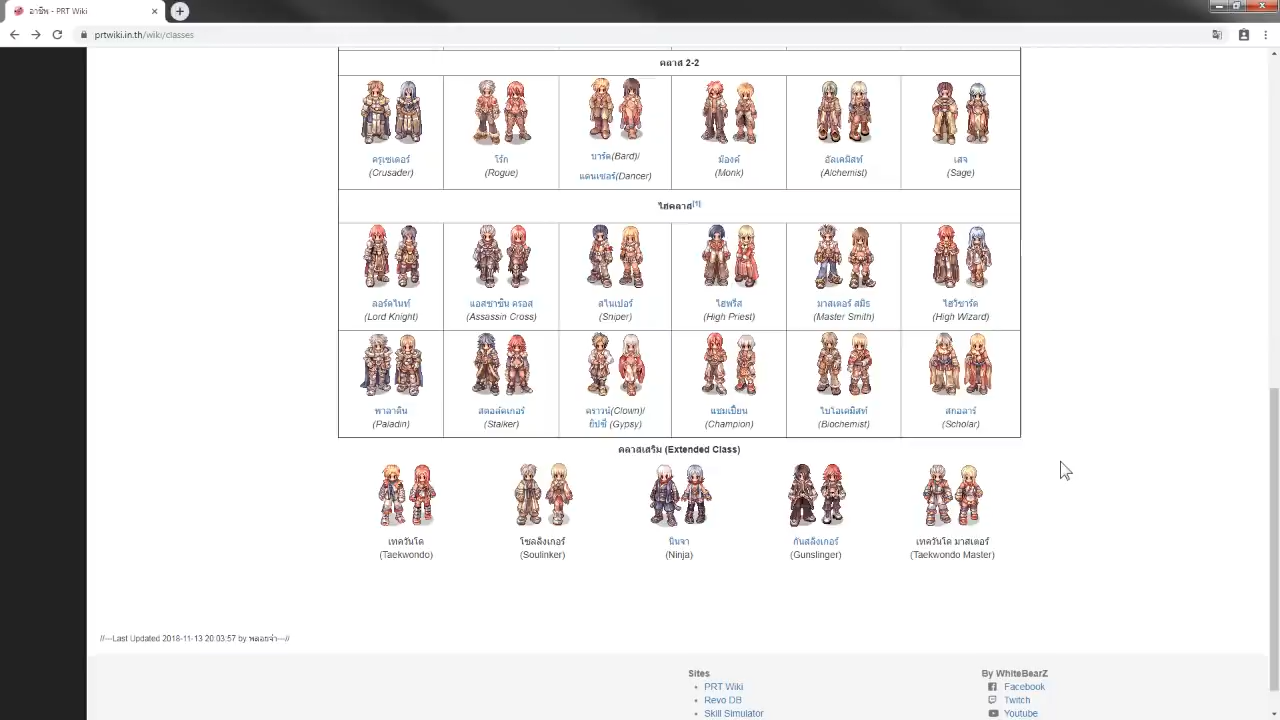 อาชีพ - PRT Wiki
prtwiki.in.th/wiki/classes
คลาส 2-2
ครูเซเดอร์
(Crusader)
โร้ก
(Rogue)
บาร์ด(Bard)/
แดนเซอร์(Dancer)
ม้องค์
(Monk)
อัลเคมิสท์
(Alchemist)
เสจ
(Sage)
ไฮคลาส[1]
ลอร์ดไนท์
(Lord Knight)
แอสซาซิน ครอส
(Assassin Cross)
สไนเปอร์
(Sniper)
ไฮพรีส
(High Priest)
มาสเตอร์ สมิธ
(Master Smith)
ไฮวิซาร์ด
(High Wizard)
พาลาดิน
(Paladin)
สตอล์คเกอร์
(Stalker)
คราวน์(Clown)/
ยิปซี (Gypsy)
แชมเปี้ยน
(Champion)
ไบโอเคมิสท์
(Biochemist)
สกอลาร์
(Scholar)
คลาสเสริม (Extended Class)
เทควันโด
(Taekwondo)
โซลลิงเกอร์
(Soulinker)
นินจา
(Ninja)
กันสลิงเกอร์
(Gunslinger)
เทควันโด มาสเตอร์
(Taekwondo Master)
//---Last Updated 2018-11-13 20:03:57 by พลอยจ๋า---//
Sites
PRT Wiki
Revo DB
Skill Simulator
By WhiteBearZ
Facebook
Twitch
Youtube